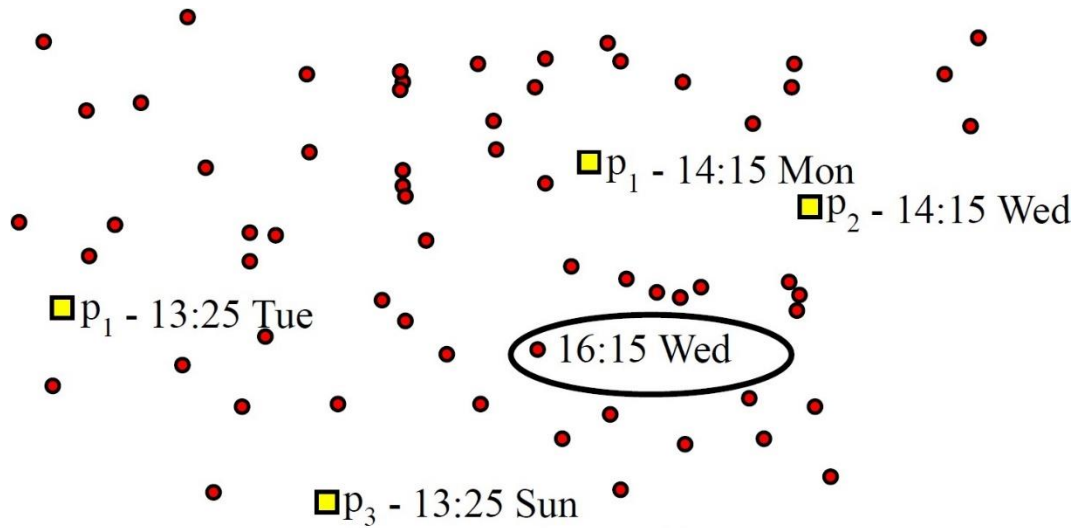 p₁ - 14:15 Mon
p₂ - 14:15 Wed
p₁ - 13:25 Tue
16:15 Wed
p₃ - 13:25 Sun